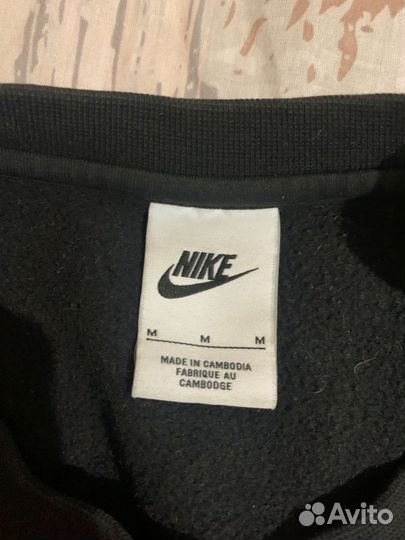 NIKE
M M M
MADE IN CAMBODIA
FABRIQUE AU
CAMBODGE
Avito